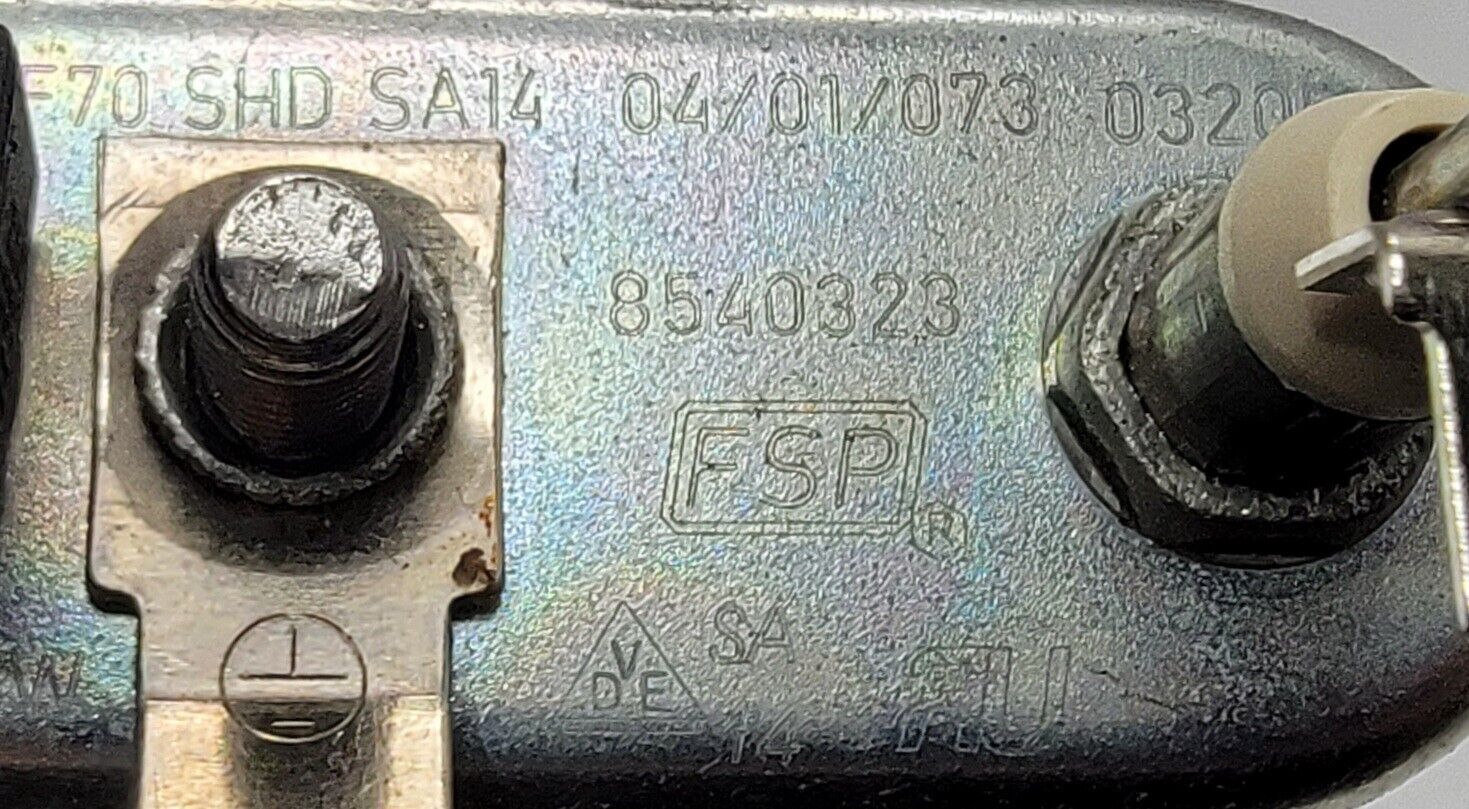 F70 SHD SA14 04/01/073 0320
8540323
FSP
R
SA
VDE
14